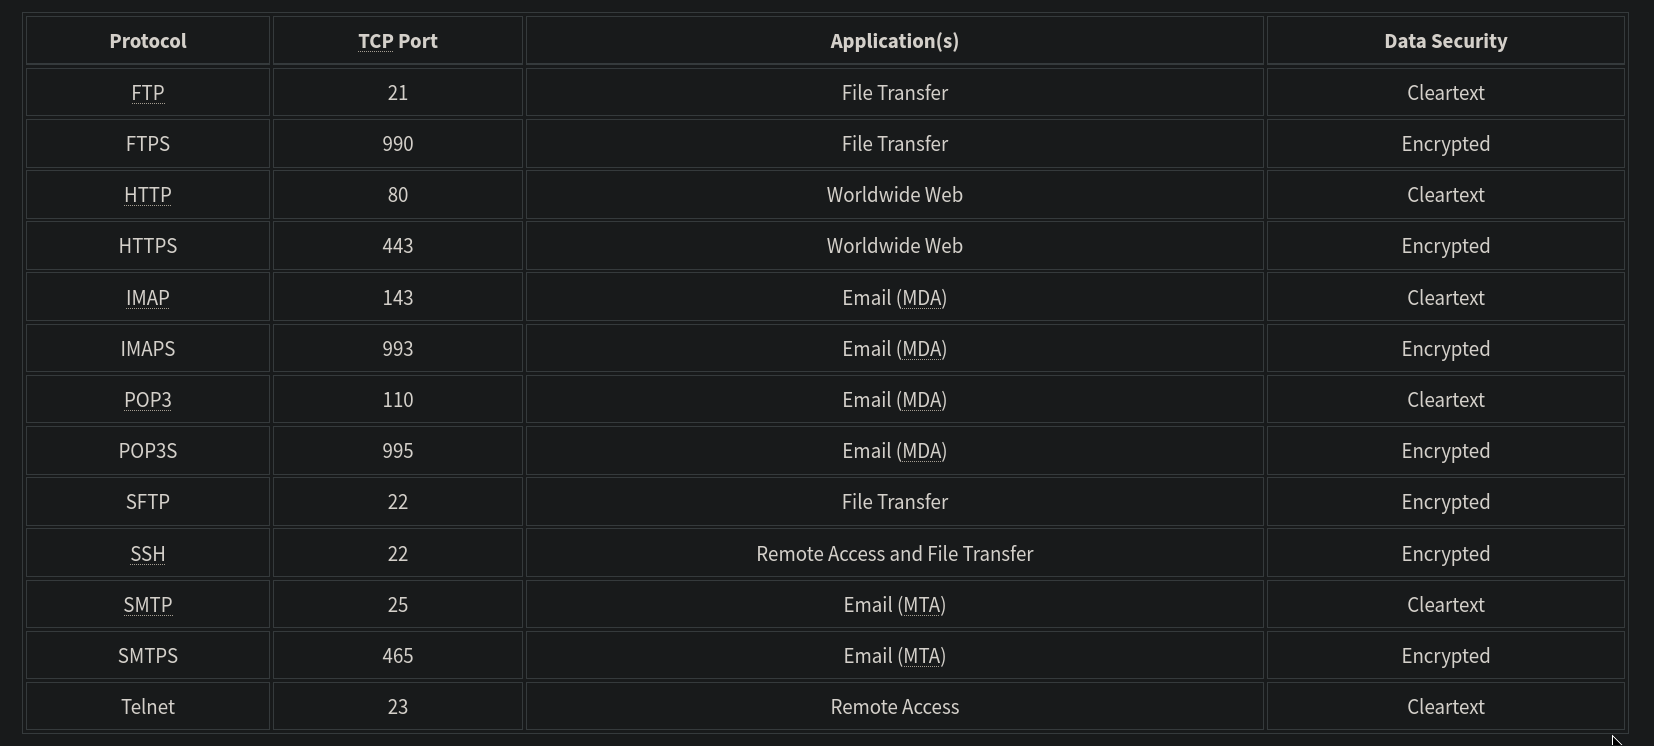 Protocol TCP Port Application(s) Data Security
FTP 21 File Transfer Cleartext
FTPS 990 File Transfer Encrypted
HTTP 80 Worldwide Web Cleartext
HTTPS 443 Worldwide Web Encrypted
IMAP 143 Email (MDA) Cleartext
IMAPS 993 Email (MDA) Encrypted
POP3 110 Email (MDA) Cleartext
POP3S 995 Email (MDA) Encrypted
SFTP 22 File Transfer Encrypted
SSH 22 Remote Access and File Transfer Encrypted
SMTP 25 Email (MTA) Cleartext
SMTPS 465 Email (MTA) Encrypted
Telnet 23 Remote Access Cleartext